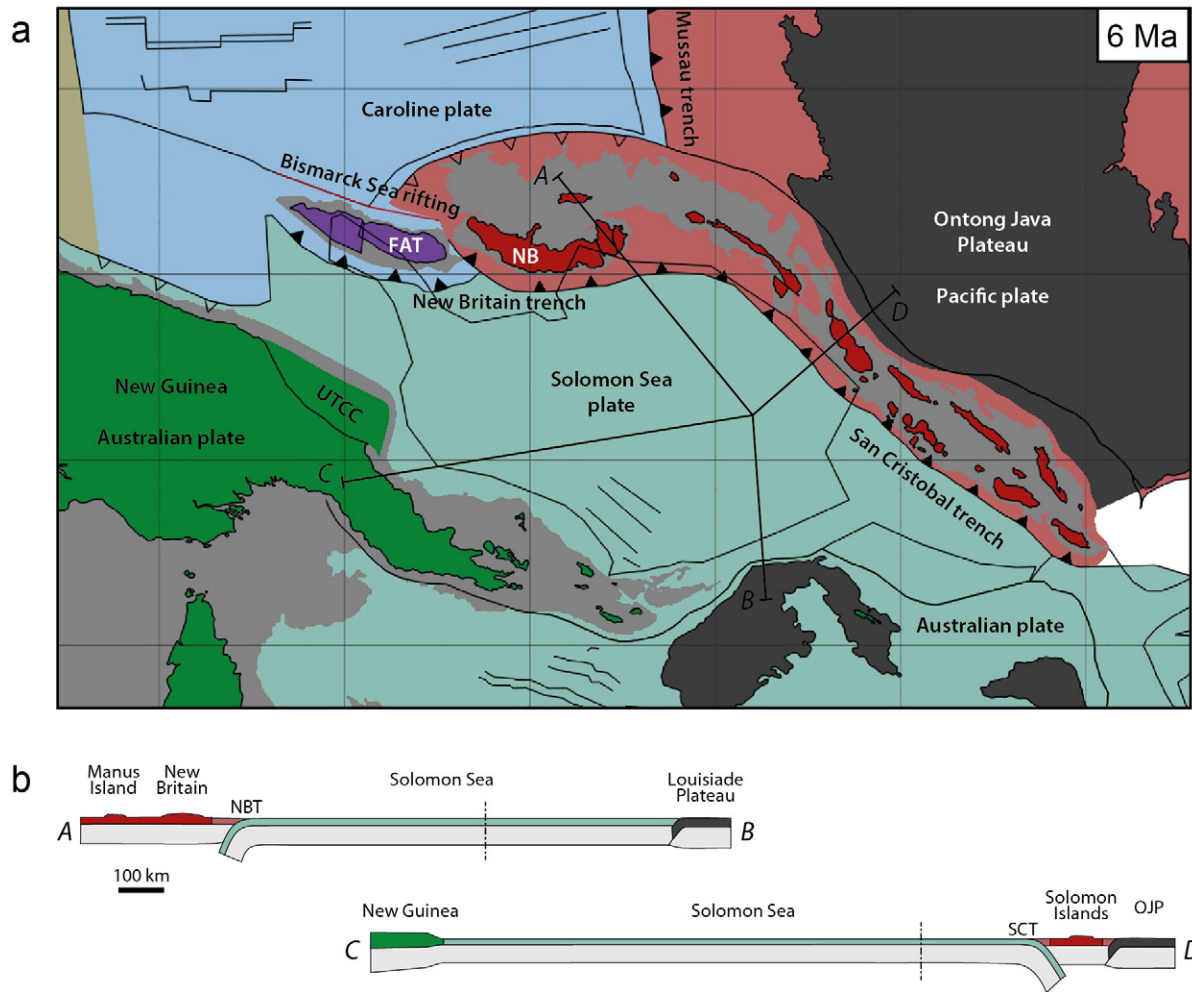 a
6 Ma
Mussau trench
Caroline plate
Bismarck Sea rifting
A
Ontong Java
Plateau
Pacific plate
FAT
NB
New Britain trench
D
New Guinea
UTCC
Australian plate
Solomon Sea
plate
C
San Cristobal trench
B
Australian plate
b
Manus
Island
New
Britain
NBT
Solomon Sea
Louisiade
Plateau
A
B
100 km
New Guinea
Solomon Sea
SCT
Solomon
Islands
OJP
C
D